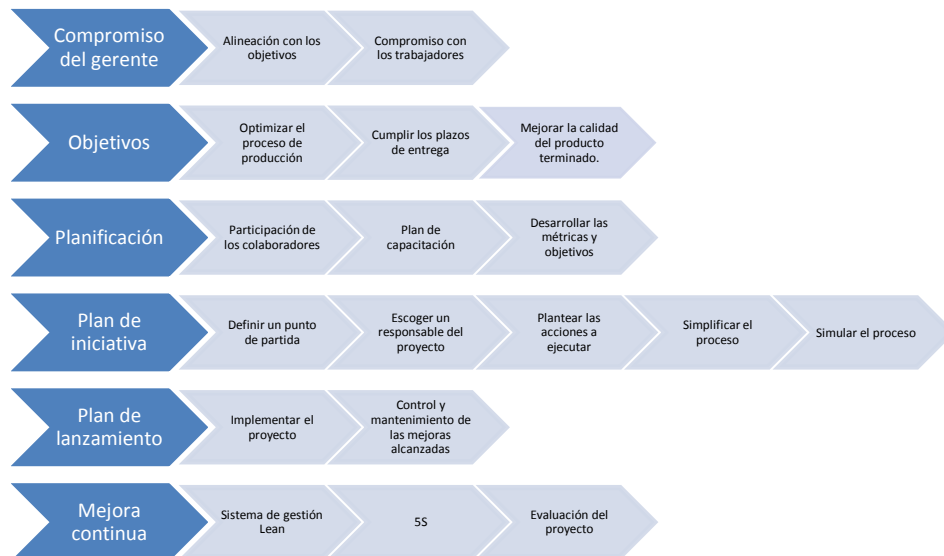 Compromiso
del gerente
Alineación con los
objetivos
Compromiso con
los trabajadores
Objetivos
Optimizar el
proceso de
producción
Cumplir los plazos
de entrega
Mejorar la calidad
del producto
terminado.
Planificación
Participación de
los colaboradores
Plan de
capacitación
Desarrollar las
métricas y
objetivos
Plan de
iniciativa
Definir un punto
de partida
Escoger un
responsable del
proyecto
Plantear las
acciones a
ejecutar
Simplificar el
proceso
Simular el proceso
Plan de
lanzamiento
Implementar el
proyecto
Control y
mantenimiento de
las mejoras
alcanzadas
Mejora
continua
Sistema de gestión
Lean
5S
Evaluación del
proyecto